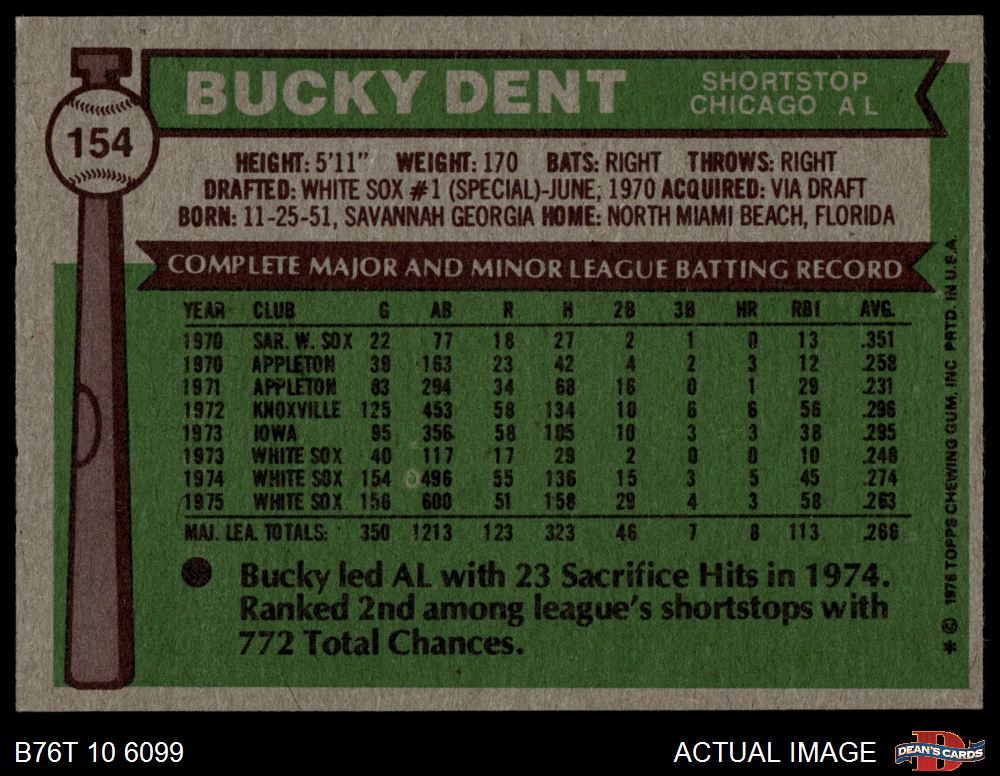 BUCKY DENT SHORTSTOP
CHICAGO A L
154
HEIGHT: 5'11" WEIGHT: 170 BATS: RIGHT THROWS: RIGHT
DRAFTED: WHITE SOX #1 (SPECIAL)-JUNE, 1970 ACQUIRED: VIA DRAFT
BORN: 11-25-51, SAVANNAH GEORGIA HOME: NORTH MIAMI BEACH, FLORIDA
COMPLETE MAJOR AND MINOR LEAGUE BATTING RECORD
YEAR CLUB G AB R H 2B 3B HR RBI AVG.
1970 SAR. W. SOX 22 77 18 27 2 1 0 13 .351
1970 APPLETON 39 163 23 42 4 2 3 12 .258
1971 APPLETON 83 294 34 68 16 0 1 29 .231
1972 KNOXVILLE 125 453 58 134 10 6 6 56 .296
1973 IOWA 95 356 58 105 10 3 3 38 .295
1973 WHITE SOX 40 117 17 29 2 0 0 10 .248
1974 WHITE SOX 154 496 55 136 15 3 5 45 .274
1975 WHITE SOX 156 600 51 158 29 4 3 58 .263
MAJ. LEA. TOTALS: 350 1213 123 323 46 7 8 113 .266
Bucky led AL with 23 Sacrifice Hits in 1974.
Ranked 2nd among league's shortstops with
772 Total Chances.
* © 1976 TOPPS CHEWING GUM, INC. PRTD. IN U.S.A.
B76T 10 6099 ACTUAL IMAGE
D
DEAN'S CARDS